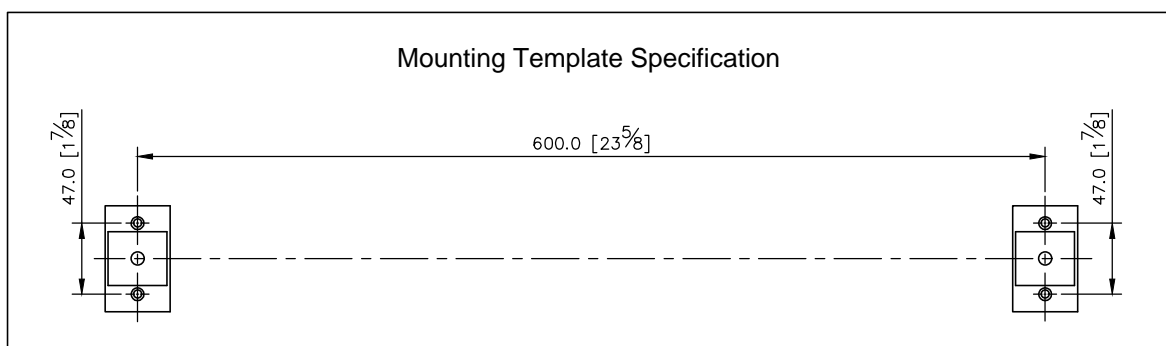 Mounting Template Specification
47.0 [1⅞]
600.0 [23⅝]
47.0 [1⅞]